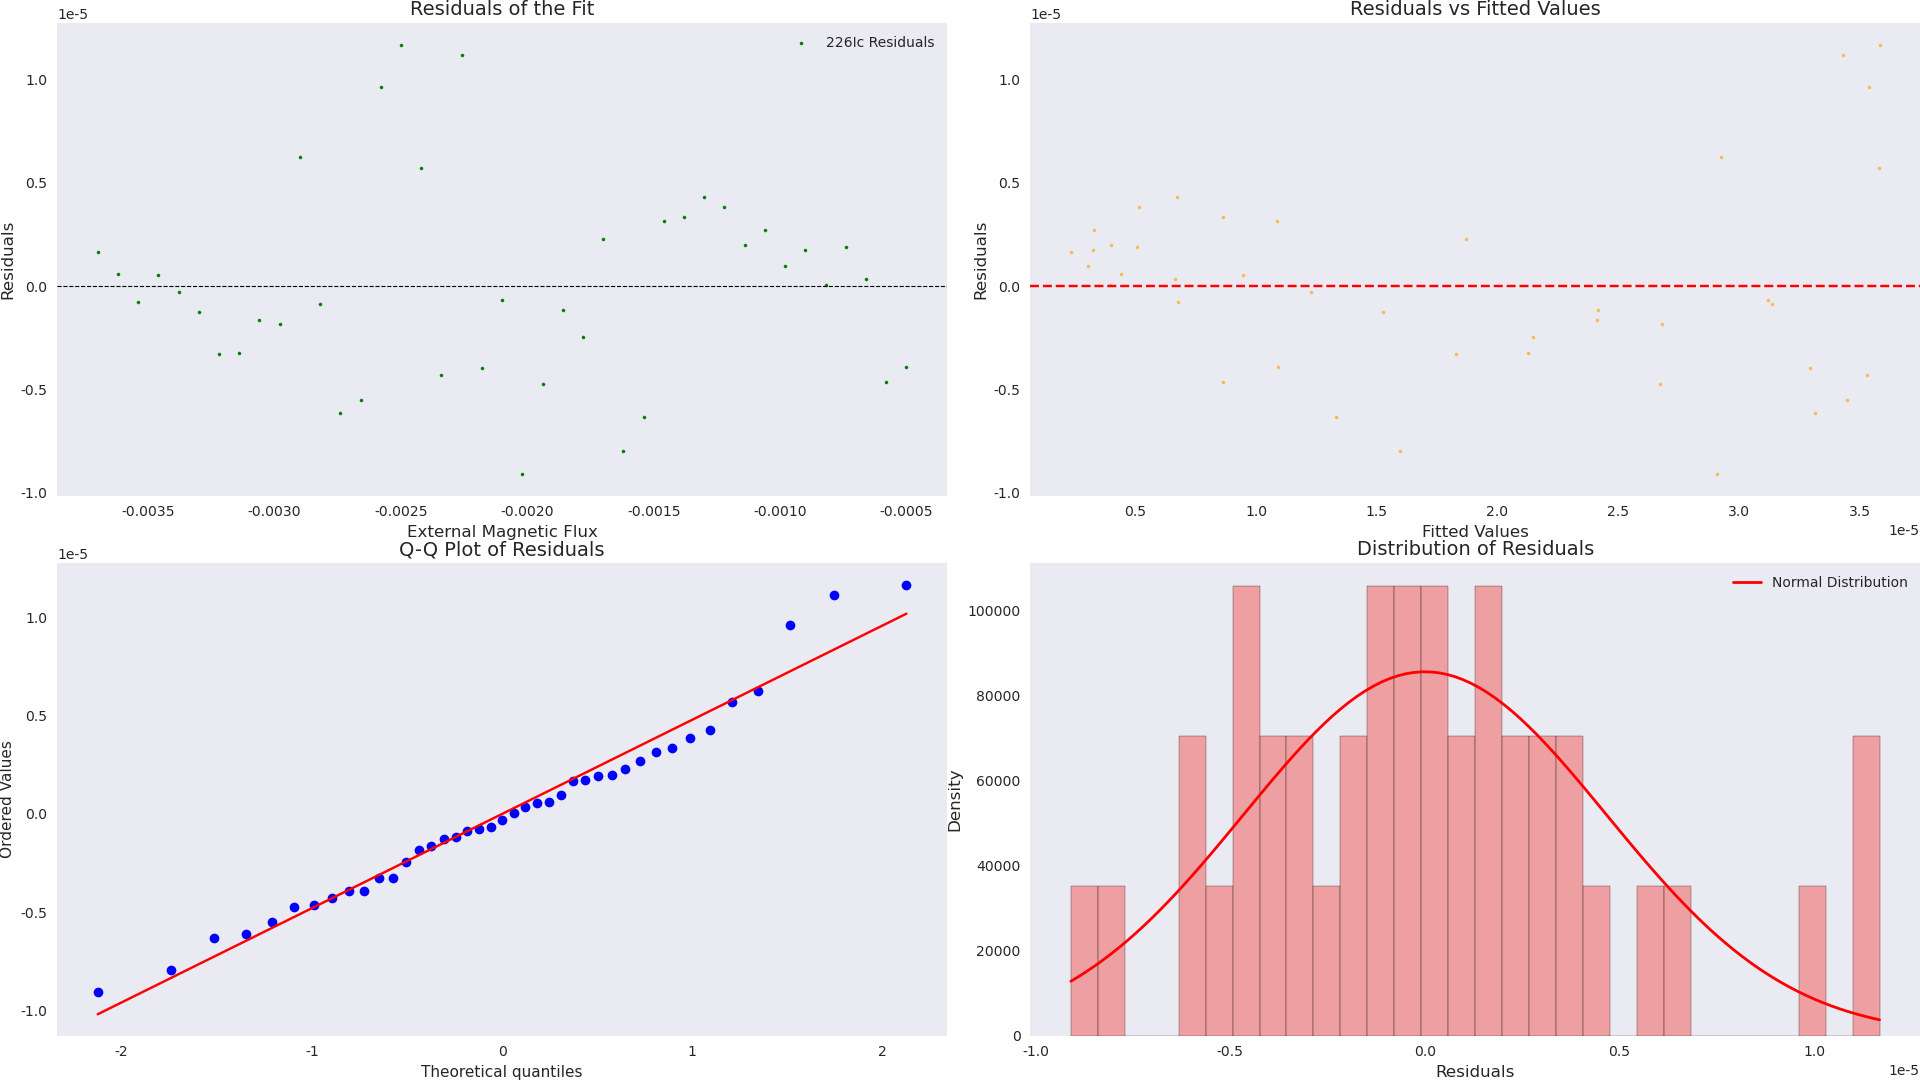 Residuals of the Fit
1e-5
226Ic Residuals
1.0
0.5
0.0
-0.5
-1.0
Residuals
-0.0035 -0.0030 -0.0025 -0.0020 -0.0015 -0.0010 -0.0005
External Magnetic Flux
Residuals vs Fitted Values
1e-5
1.0
0.5
0.0
-0.5
-1.0
Residuals
0.5 1.0 1.5 2.0 2.5 3.0 3.5
1e-5
Fitted Values
Q-Q Plot of Residuals
1e-5
1.0
0.5
0.0
-0.5
-1.0
Ordered Values
-2 -1 0 1 2
Theoretical quantiles
Distribution of Residuals
Normal Distribution
100000
80000
60000
40000
20000
0
Density
-1.0 -0.5 0.0 0.5 1.0
1e-5
Residuals